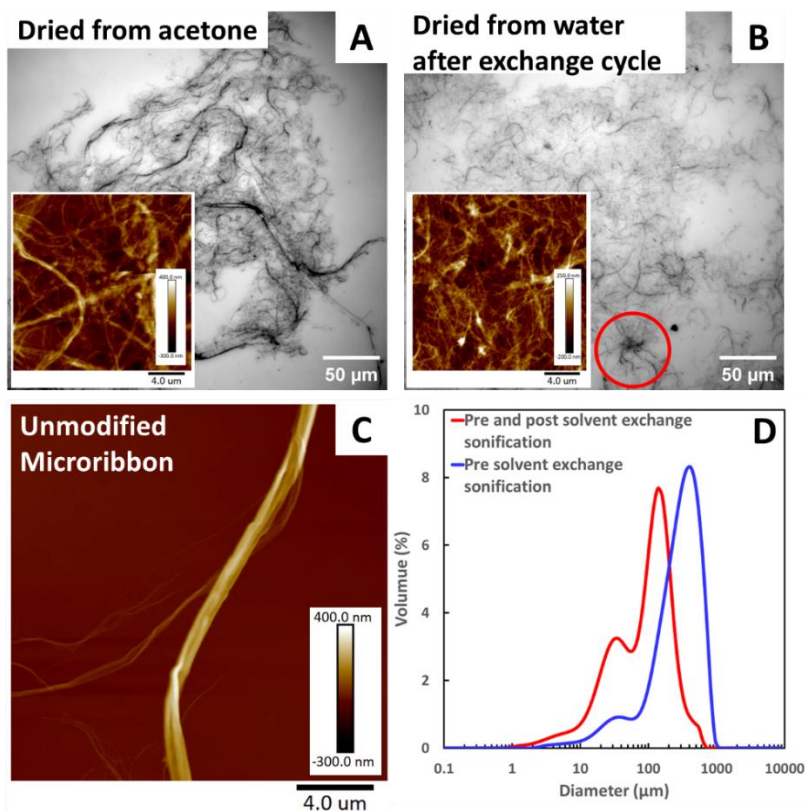 Dried from acetone
A
400.0 nm
-300.0 nm
4.0 um
50 µm
Dried from water
after exchange cycle
B
250.0 nm
-200.0 nm
4.0 um
50 µm
Unmodified
Microribbon
C
400.0 nm
-300.0 nm
4.0 um
D
Pre and post solvent exchange
sonification
Pre solvent exchange
sonification
Volumue (%)
10
8
6
4
2
0
0.1 1 10 100 1000 10000
Diameter (µm)